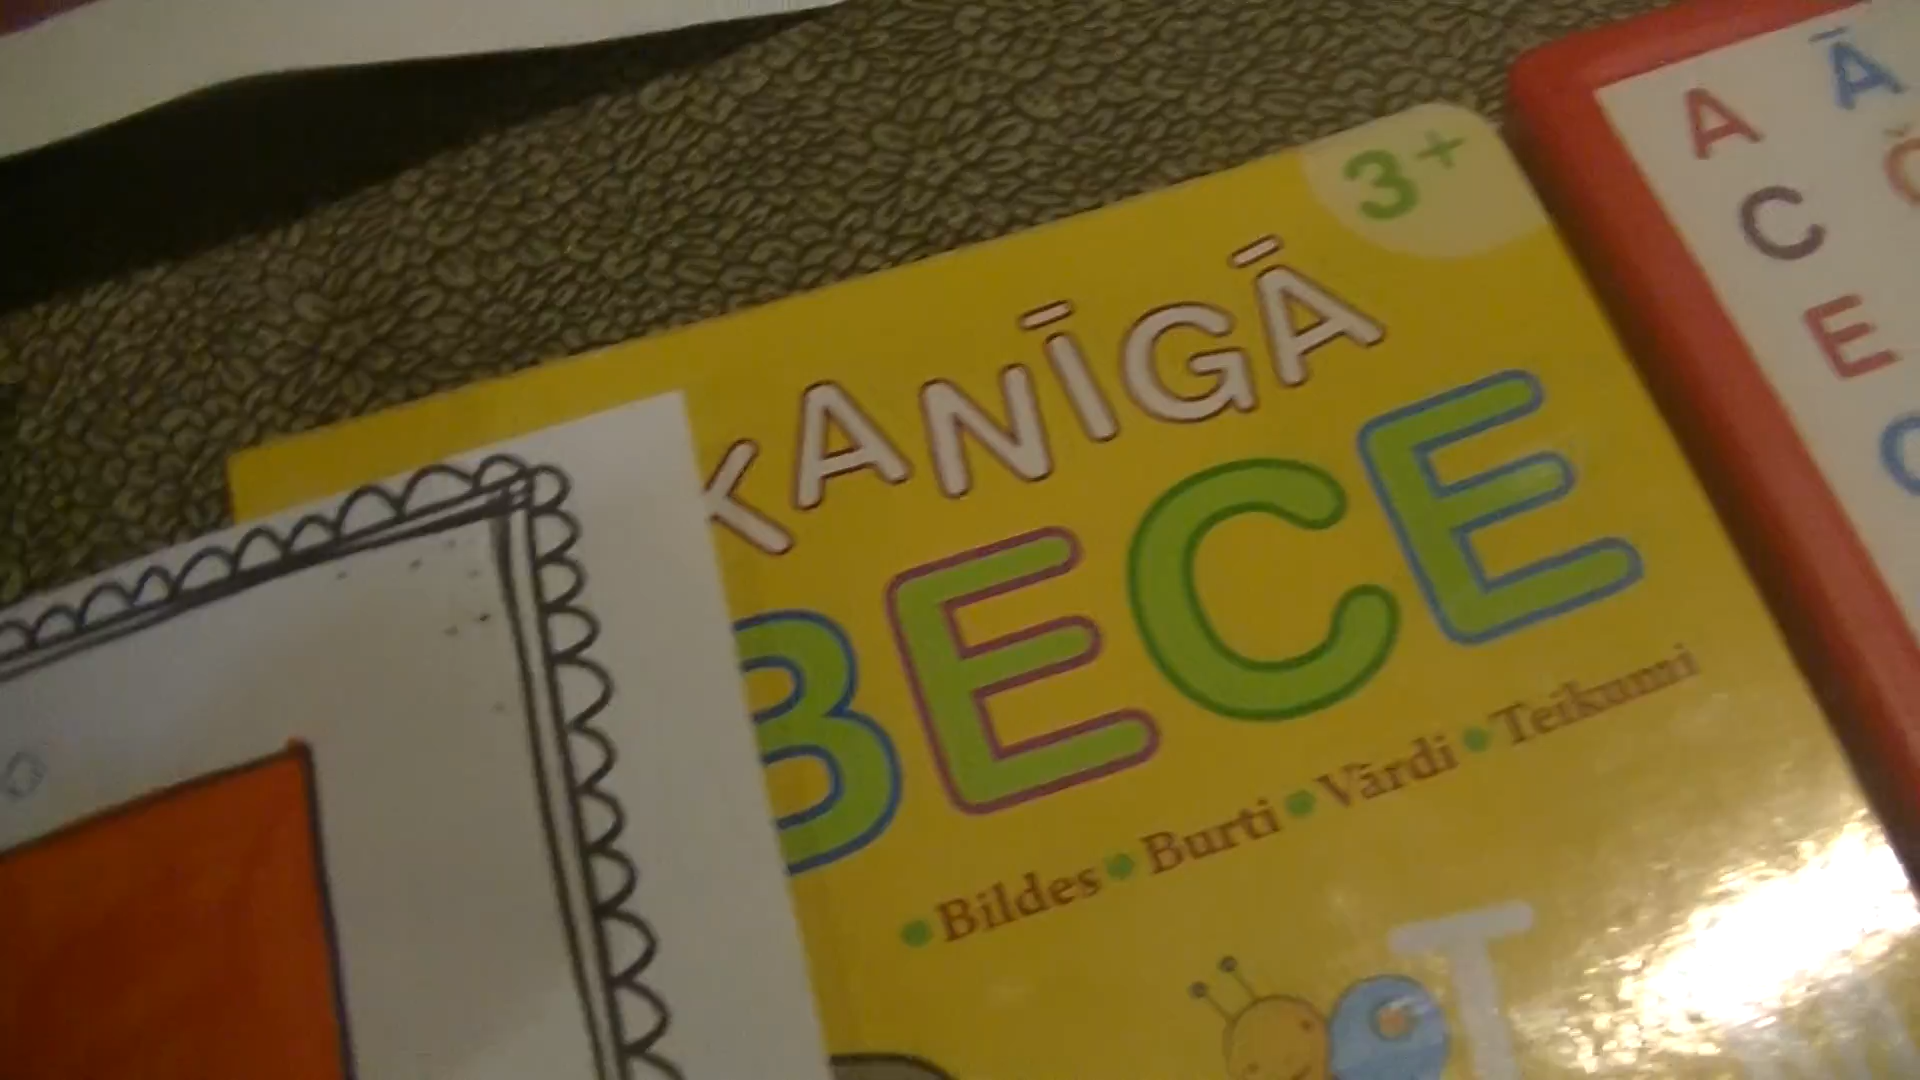 3+
KANĪGĀ
BECE
• Bildes • Burti • Vārdi • Teikumi
T
A Ā
C Č
E